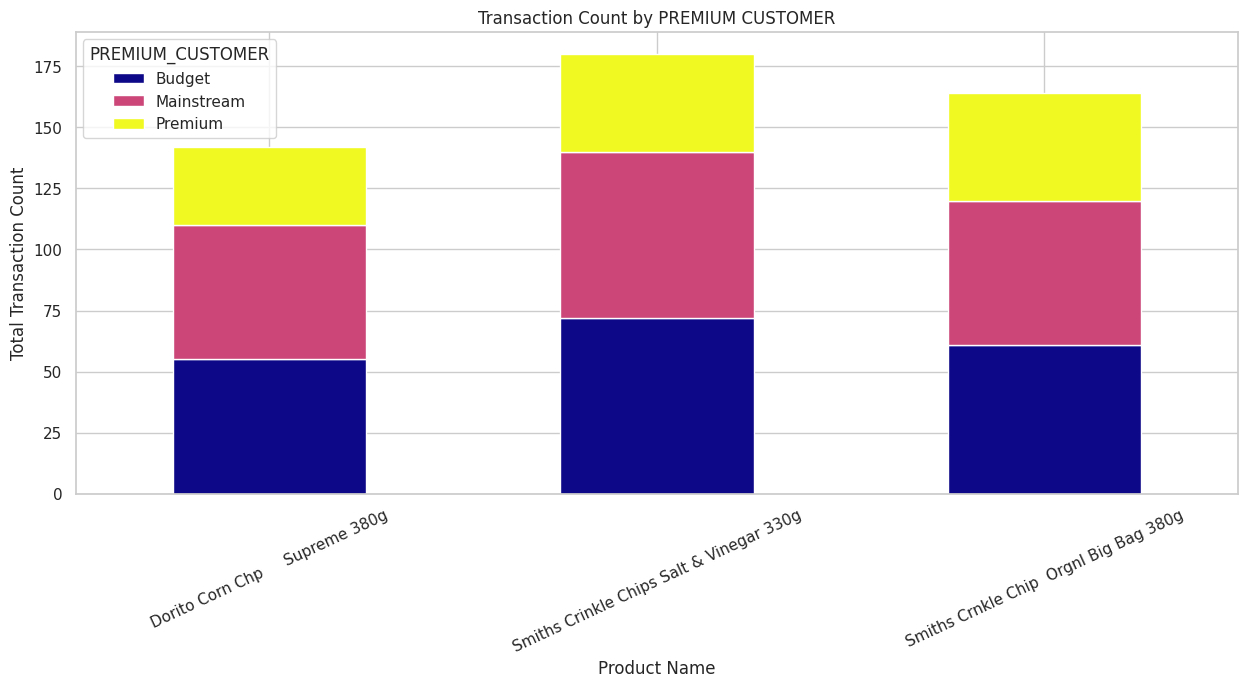 Transaction Count by PREMIUM CUSTOMER
PREMIUM_CUSTOMER
Budget
Mainstream
Premium
Total Transaction Count
175
150
125
100
75
50
25
0
Dorito Corn Chp     Supreme 380g
Smiths Crinkle Chips Salt & Vinegar 330g
Smiths Crnkle Chip  Orgnl Big Bag 380g
Product Name